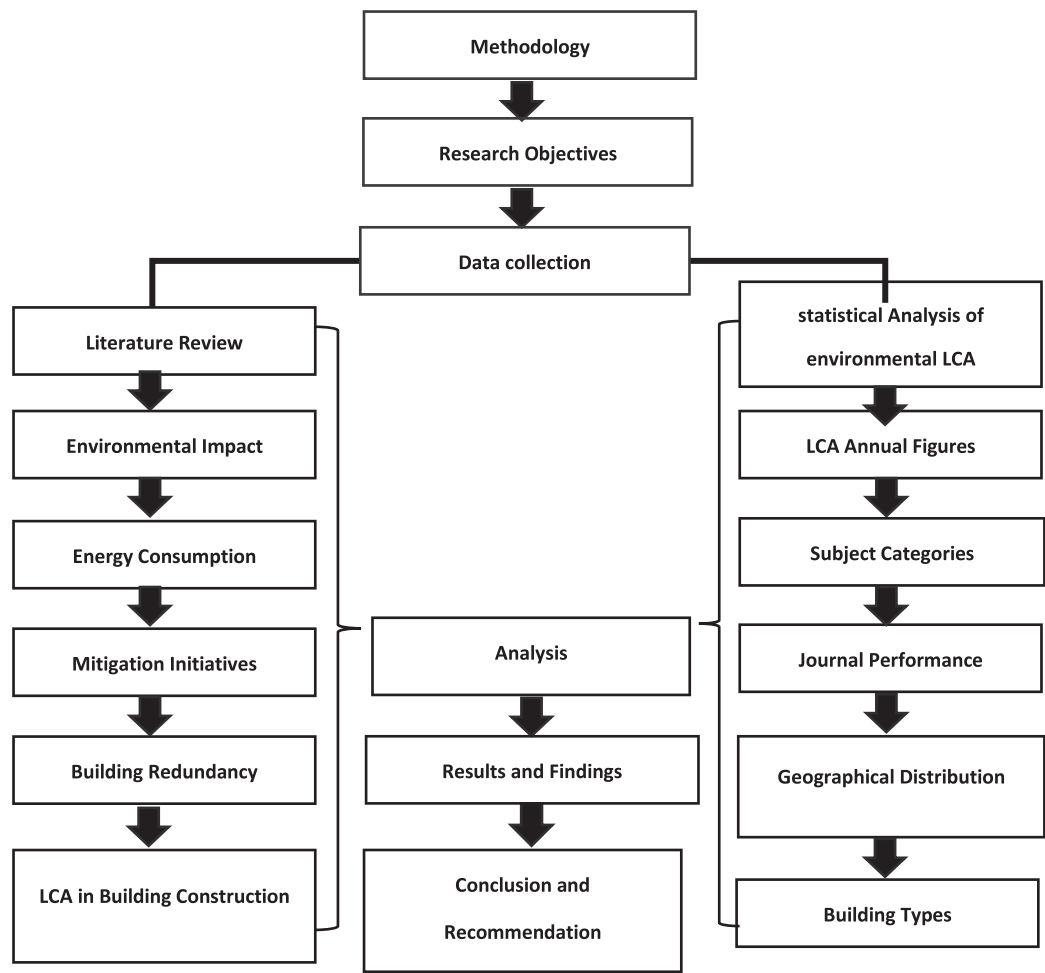 Methodology
Research Objectives
Data collection
Literature Review
Environmental Impact
Energy Consumption
Mitigation Initiatives
Building Redundancy
LCA in Building Construction
statistical Analysis of
environmental LCA
LCA Annual Figures
Subject Categories
Journal Performance
Geographical Distribution
Building Types
Analysis
Results and Findings
Conclusion and
Recommendation